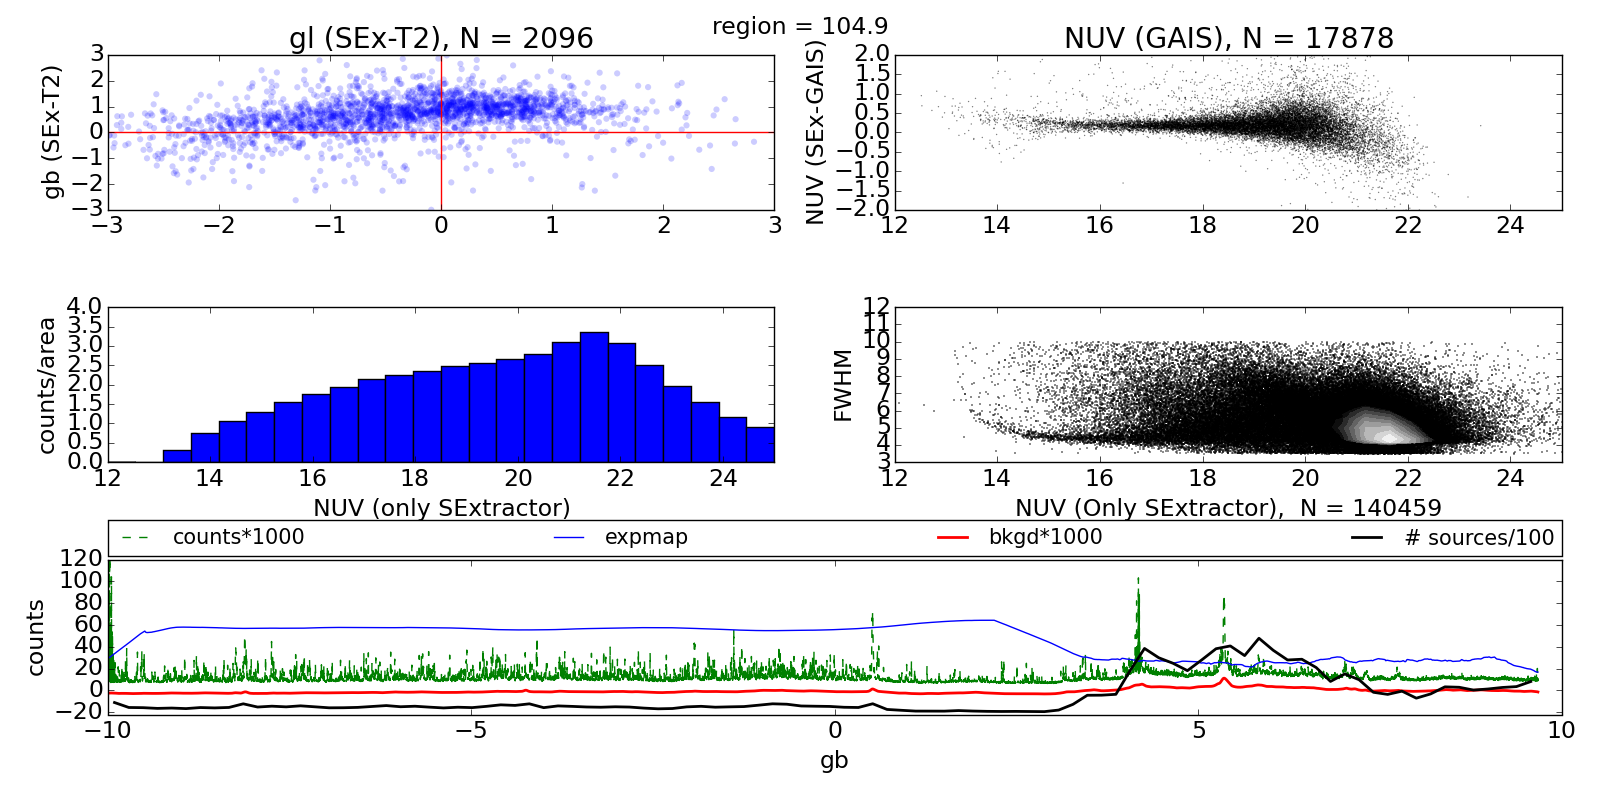 region = 104.9
gl (SEx-T2), N = 2096
NUV (GAIS), N = 17878
gb (SEx-T2)
3
2
1
0
−1
−2
−3
−3 −2 −1 0 1 2 3
NUV (SEx-GAIS)
2.0
1.5
1.0
0.5
0.0
−0.5
−1.0
−1.5
−2.0
12 14 16 18 20 22 24
counts/area
4.0
3.5
3.0
2.5
2.0
1.5
1.0
0.5
0.0
12 14 16 18 20 22 24
NUV (only SExtractor)
FWHM
12
11
10
9
8
7
6
5
4
3
12 14 16 18 20 22 24
NUV (Only SExtractor), N = 140459
counts*1000 expmap bkgd*1000 # sources/100
counts
120
100
80
60
40
20
0
−20
−10 −5 0 5 10
gb